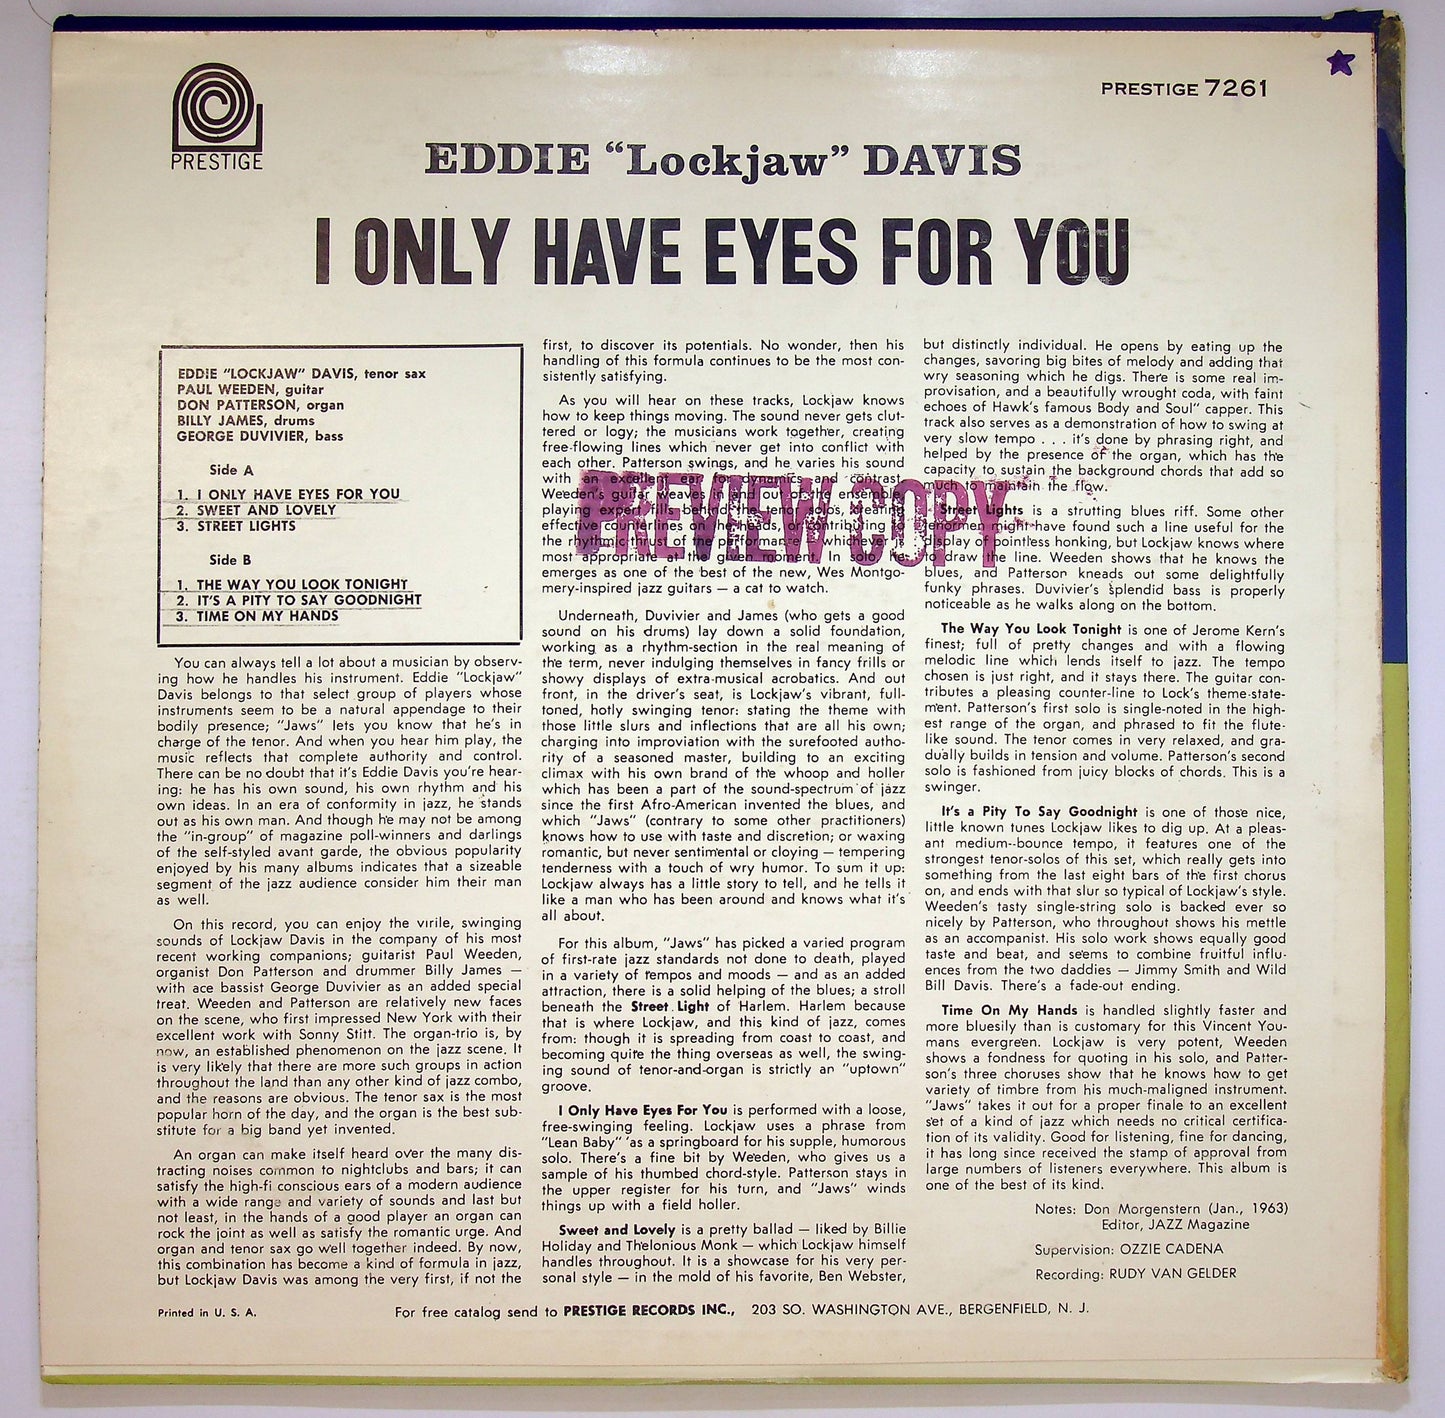 PRESTIGE
PRESTIGE 7261
EDDIE “Lockjaw” DAVIS
I ONLY HAVE EYES FOR YOU
EDDIE "LOCKJAW" DAVIS, tenor sax
PAUL WEEDEN, guitar
DON PATTERSON, organ
BILLY JAMES, drums
GEORGE DUVIVIER, bass
Side A
1. I ONLY HAVE EYES FOR YOU
2. SWEET AND LOVELY
3. STREET LIGHTS
Side B
1. THE WAY YOU LOOK TONIGHT
2. IT'S A PITY TO SAY GOODNIGHT
3. TIME ON MY HANDS
You can always tell a lot about a musician by observ-
ing how he handles his instrument. Eddie "Lockjaw"
Davis belongs to that select group of players whose
instruments seem to be a natural appendage to their
bodily presence; "Jaws" lets you know that he's in
charge of the tenor. And when you hear him play, the
music reflects that complete authority and control.
There can be no doubt that it's Eddie Davis you're hear-
ing: he has his own sound, his own rhythm and his
own ideas. In an era of conformity in jazz, he stands
out as his own man. And though he may not be among
the "in-group" of magazine poll-winners and darlings
of the self-styled avant garde, the obvious popularity
enjoyed by his many albums indicates that a sizeable
segment of the jazz audience consider him their man
as well.
On this record, you can enjoy the virile, swinging
sounds of Lockjaw Davis in the company of his most
recent working companions; guitarist Paul Weeden,
organist Don Patterson and drummer Billy James —
with ace bassist George Duvivier as an added special
treat. Weeden and Patterson are relatively new faces
on the scene, who first impressed New York with their
excellent work with Sonny Stitt. The organ-trio is, by
now, an established phenomenon on the jazz scene. It
is very likely that there are more such groups in action
throughout the land than any other kind of jazz combo,
and the reasons are obvious. The tenor sax is the most
popular horn of the day, and the organ is the best sub-
stitute for a big band yet invented.
An organ can make itself heard over the many dis-
tracting noises common to nightclubs and bars; it can
satisfy the high-fi conscious ears of a modern audience
with a wide range and variety of sounds and last but
not least, in the hands of a good player an organ can
rock the joint as well as satisfy the romantic urge. And
organ and tenor sax go well together indeed. By now,
this combination has become a kind of formula in jazz,
but Lockjaw Davis was among the very first, if not the
first, to discover its potentials. No wonder, then his
handling of this formula continues to be the most con-
sistently satisfying.
As you will hear on these tracks, Lockjaw knows
how to keep things moving. The sound never gets clut-
tered or logy; the musicians work together, creating
free-flowing lines which never get into conflict with
each other. Patterson swings, and he varies his sound
with an excellent ear for dynamics and contrast.
Weeden's guitar weaves in and out of the ensemble,
playing expert fills behind the tenor solos, creating
effective counterlines on the heads, or contributing to
the rhythmic thrust of the performance, whichever is
most appropriate at the given moment. In solo, he
emerges as one of the best of the new, Wes Montgo-
mery-inspired jazz guitars — a cat to watch.
Underneath, Duvivier and James (who gets a good
sound on his drums) lay down a solid foundation,
working as a rhythm-section in the real meaning of
the term, never indulging themselves in fancy frills or
showy displays of extra-musical acrobatics. And out
front, in the driver's seat, is Lockjaw's vibrant, full-
toned, hotly swinging tenor: stating the theme with
those little slurs and inflections that are all his own;
charging into improviation with the surefooted autho-
rity of a seasoned master, building to an exciting
climax with his own brand of the whoop and holler
which has been a part of the sound-spectrum of jazz
since the first Afro-American invented the blues, and
which "Jaws" (contrary to some other practitioners)
knows how to use with taste and discretion; or waxing
romantic, but never sentimental or cloying — tempering
tenderness with a touch of wry humor. To sum it up:
Lockjaw always has a little story to tell, and he tells it
like a man who has been around and knows what it's
all about.
For this album, "Jaws" has picked a varied program
of first-rate jazz standards not done to death, played
in a variety of tempos and moods — and as an added
attraction, there is a solid helping of the blues; a stroll
beneath the Street Light of Harlem. Harlem because
that is where Lockjaw, and this kind of jazz, comes
from: though it is spreading from coast to coast, and
becoming quite the thing overseas as well, the swing-
ing sound of tenor-and-organ is strictly an "uptown"
groove.
I Only Have Eyes For You is performed with a loose,
free-swinging feeling. Lockjaw uses a phrase from
"Lean Baby" as a springboard for his supple, humorous
solo. There's a fine bit by Weeden, who gives us a
sample of his thumbed chord-style. Patterson stays in
the upper register for his turn, and "Jaws" winds
things up with a field holler.
Sweet and Lovely is a pretty ballad — liked by Billie
Holiday and Thelonious Monk — which Lockjaw himself
handles throughout. It is a showcase for his very per-
sonal style — in the mold of his favorite, Ben Webster,
but distinctly individual. He opens by eating up the
changes, savoring big bites of melody and adding that
wry seasoning which he digs. There is some real im-
provisation, and a beautifully wrought coda, with faint
echoes of Hawk's famous Body and Soul" capper. This
track also serves as a demonstration of how to swing at
very slow tempo . . . it's done by phrasing right, and
helped by the presence of the organ, which has the
capacity to sustain the background chords that add so
much to maintain the flow.
Street Lights is a strutting blues riff. Some other
tenormen might have found such a line useful for the
display of pointless honking, but Lockjaw knows where
to draw the line. Weeden shows that he knows the
blues, and Patterson kneads out some delightfully
funky phrases. Duvivier's splendid bass is properly
noticeable as he walks along on the bottom.
The Way You Look Tonight is one of Jerome Kern's
finest; full of pretty changes and with a flowing
melodic line which lends itself to jazz. The tempo
chosen is just right, and it stays there. The guitar con-
tributes a pleasing counter-line to Lock's theme-state-
ment. Patterson's first solo is single-noted in the high-
est range of the organ, and phrased to fit the flute-
like sound. The tenor comes in very relaxed, and gra-
dually builds in tension and volume. Patterson's second
solo is fashioned from juicy blocks of chords. This is a
swinger.
It's a Pity To Say Goodnight is one of those nice,
little known tunes Lockjaw likes to dig up. At a pleas-
ant medium--bounce tempo, it features one of the
strongest tenor-solos of this set, which really gets into
something from the last eight bars of the first chorus
on, and ends with that slur so typical of Lockjaw's style.
Weeden's tasty single-string solo is backed ever so
nicely by Patterson, who throughout shows his mettle
as an accompanist. His solo work shows equally good
taste and beat, and seems to combine fruitful influ-
ences from the two daddies — Jimmy Smith and Wild
Bill Davis. There's a fade-out ending.
Time On My Hands is handled slightly faster and
more bluesily than is customary for this Vincent You-
mans evergreen. Lockjaw is very potent, Weeden
shows a fondness for quoting in his solo, and Patter-
son's three choruses show that he knows how to get
variety of timbre from his much-maligned instrument.
"Jaws" takes it out for a proper finale to an excellent
set of a kind of jazz which needs no critical certifica-
tion of its validity. Good for listening, fine for dancing,
it has long since received the stamp of approval from
large numbers of listeners everywhere. This album is
one of the best of its kind.
Notes: Don Morgenstern (Jan., 1963)
Editor, JAZZ Magazine
Supervision: OZZIE CADENA
Recording: RUDY VAN GELDER
PREVIEW COPY
Printed in U. S. A.
For free catalog send to PRESTIGE RECORDS INC., 203 SO. WASHINGTON AVE., BERGENFIELD, N. J.